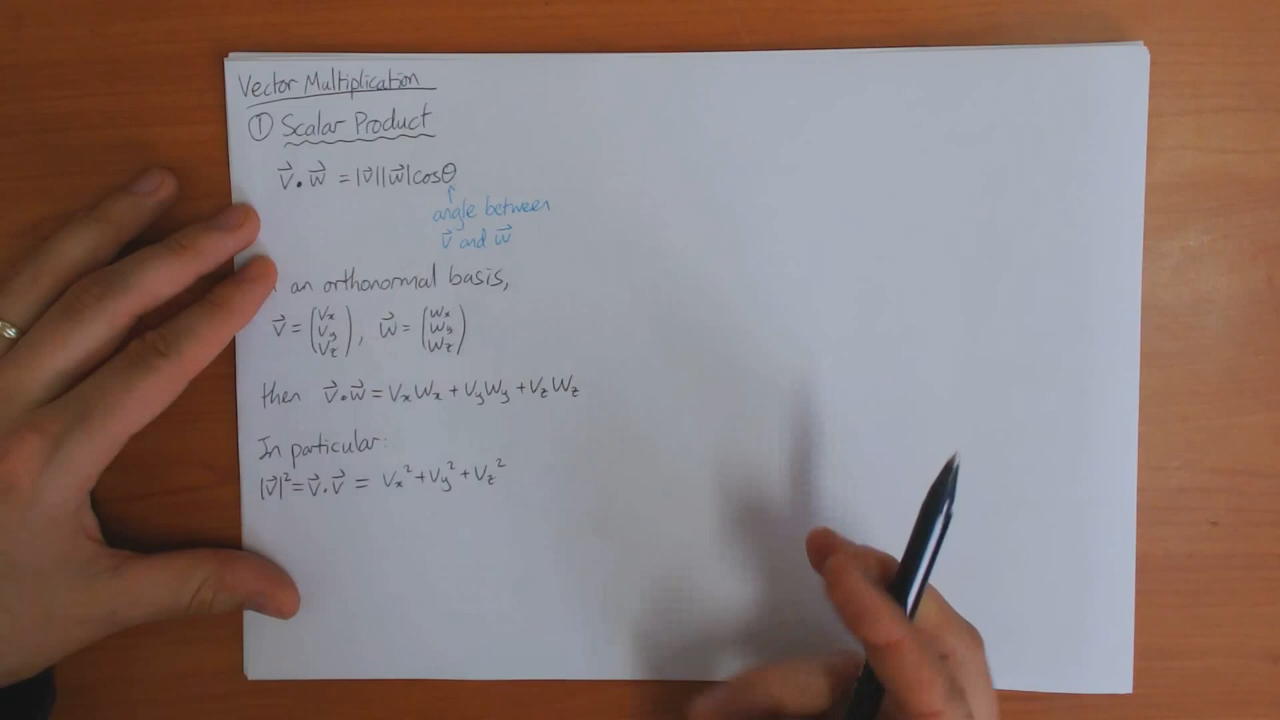 Vector Multiplication
① Scalar Product
v⃗ . w⃗ = |v⃗||w⃗|cosθ
angle between
v⃗ and w⃗
an orthonormal basis,
v⃗ = (Vx Vy Vz), w⃗ = (Wx Wy Wz)
then v⃗ . w⃗ = VxWx + VyWy + VzWz
In particular:
|v⃗|² = v⃗ . v⃗ = Vx² + Vy² + Vz²